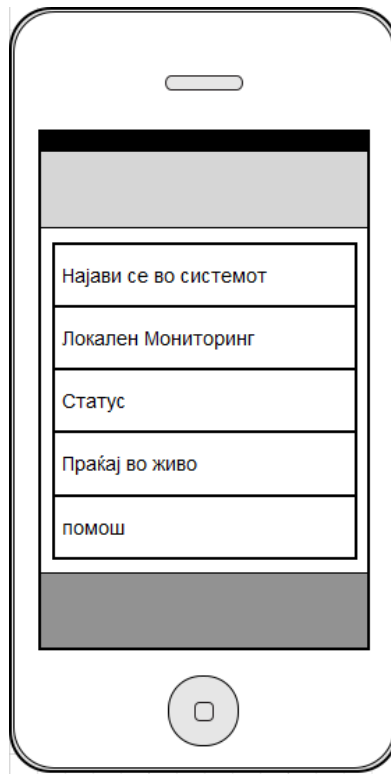 Најави се во системот
Локален Мониторинг
Статус
Праќај во живо
помош